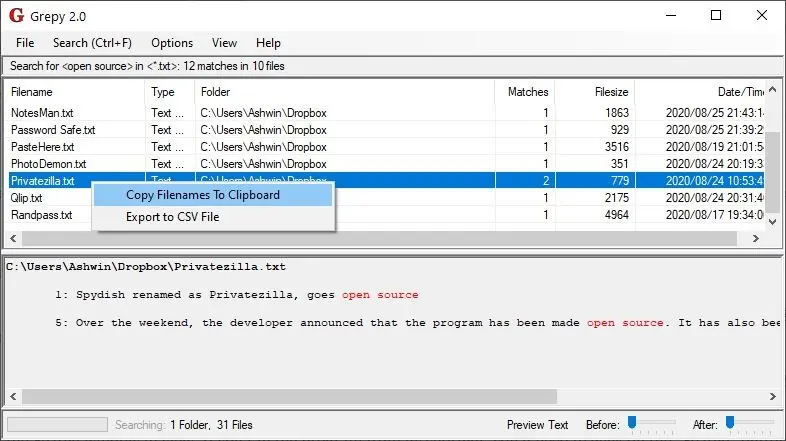 Grepy 2.0
File Search (Ctrl+F) Options View Help
Search for <open source> in <*.txt>: 12 matches in 10 files
Filename Type Folder Matches Filesize Date/Time
NotesMan.txt Text ... C:\Users\Ashwin\Dropbox 1 1863 2020/08/25 21:43:14
Password Safe.txt Text ... C:\Users\Ashwin\Dropbox 1 929 2020/08/25 21:39:29
PasteHere.txt Text ... C:\Users\Ashwin\Dropbox 1 3516 2020/08/19 21:01:54
PhotoDemon.txt Text ... C:\Users\Ashwin\Dropbox 1 351 2020/08/24 20:19:33
Privatezilla.txt Text ... C:\Users\Ashwin\Dropbox 2 779 2020/08/24 10:53:49
Qlip.txt 1 2175 2020/08/24 20:31:40
Randpass.txt 1 4964 2020/08/17 19:34:00
Copy Filenames To Clipboard
Export to CSV File
C:\Users\Ashwin\Dropbox\Privatezilla.txt
1: Spydish renamed as Privatezilla, goes open source
5: Over the weekend, the developer announced that the program has been made open source. It has also bee
Searching: 1 Folder, 31 Files Preview Text Before: After: